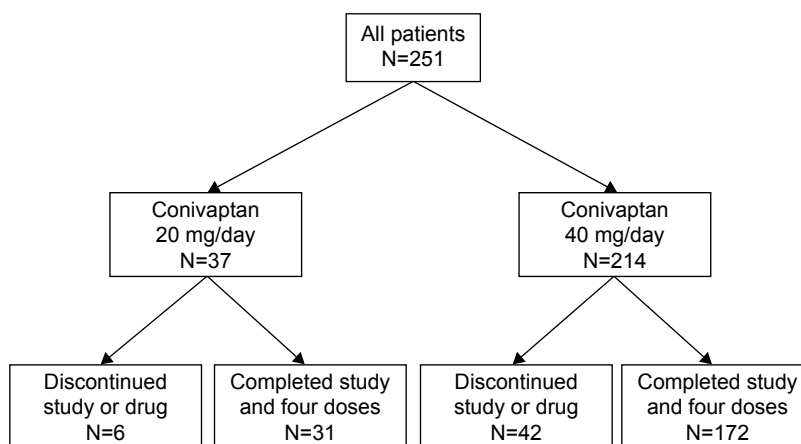 All patients
N=251
Conivaptan
20 mg/day
N=37
Conivaptan
40 mg/day
N=214
Discontinued
study or drug
N=6
Completed study
and four doses
N=31
Discontinued
study or drug
N=42
Completed study
and four doses
N=172